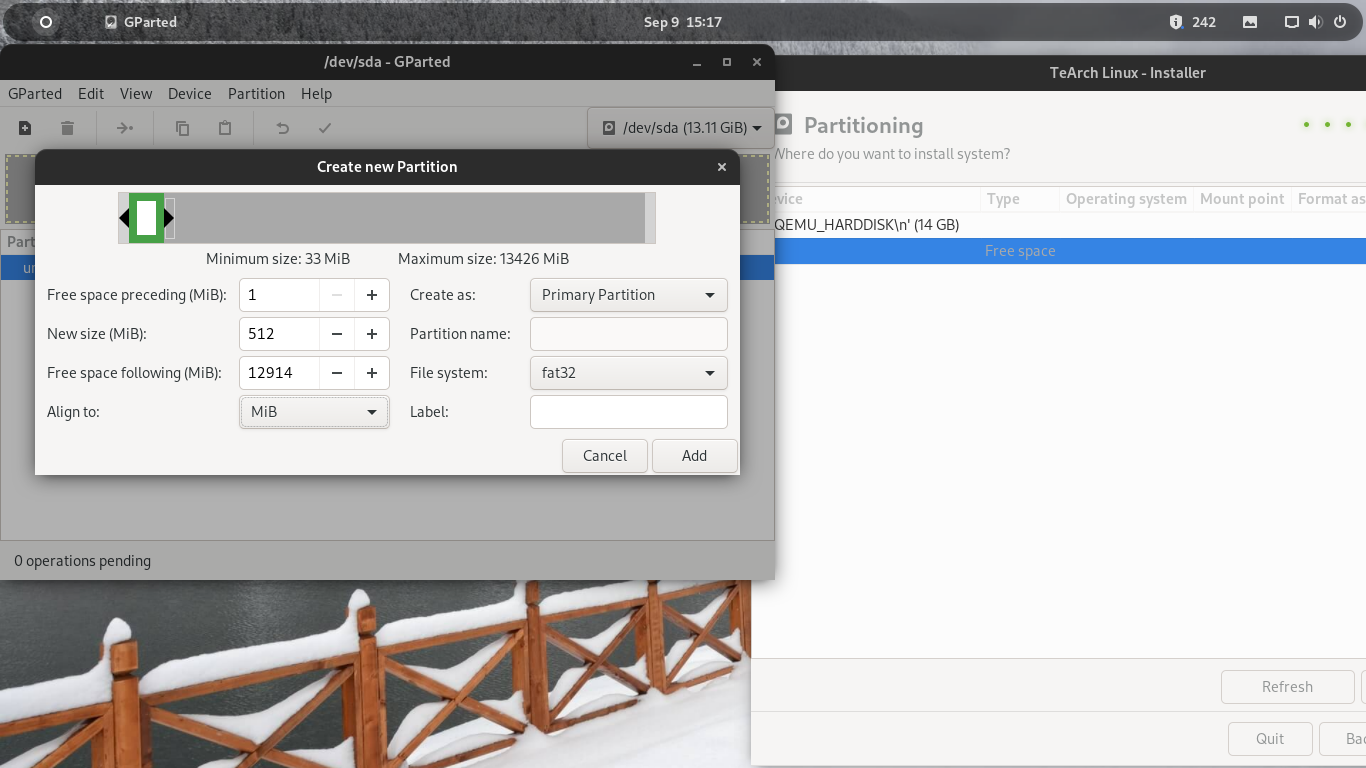 GParted
Sep 9 15:17
242
/dev/sda - GParted
TeArch Linux - Installer
GParted Edit View Device Partition Help
/dev/sda (13.11 GiB)
Partitioning
Where do you want to install system?
Create new Partition
Type Operating system Mount point Format as
QEMU_HARDDISK\n' (14 GB)
Free space
Minimum size: 33 MiB Maximum size: 13426 MiB
Free space preceding (MiB): 1 Create as: Primary Partition
New size (MiB): 512 Partition name:
Free space following (MiB): 12914 File system: fat32
Align to: MiB Label:
Cancel Add
0 operations pending
Refresh
Quit